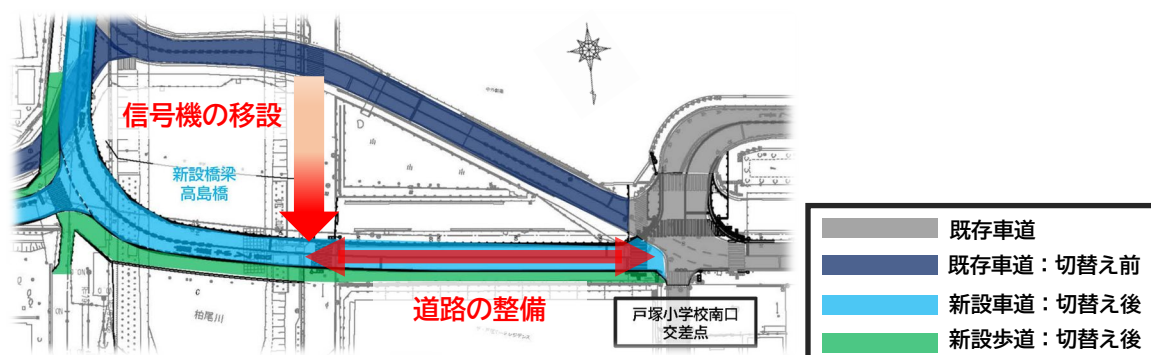 信号機の移設
新設橋梁
高島橋
道路の整備
柏尾川
戸塚小学校南口
交差点
既存車道
既存車道：切替え前
新設車道：切替え後
新設歩道：切替え後